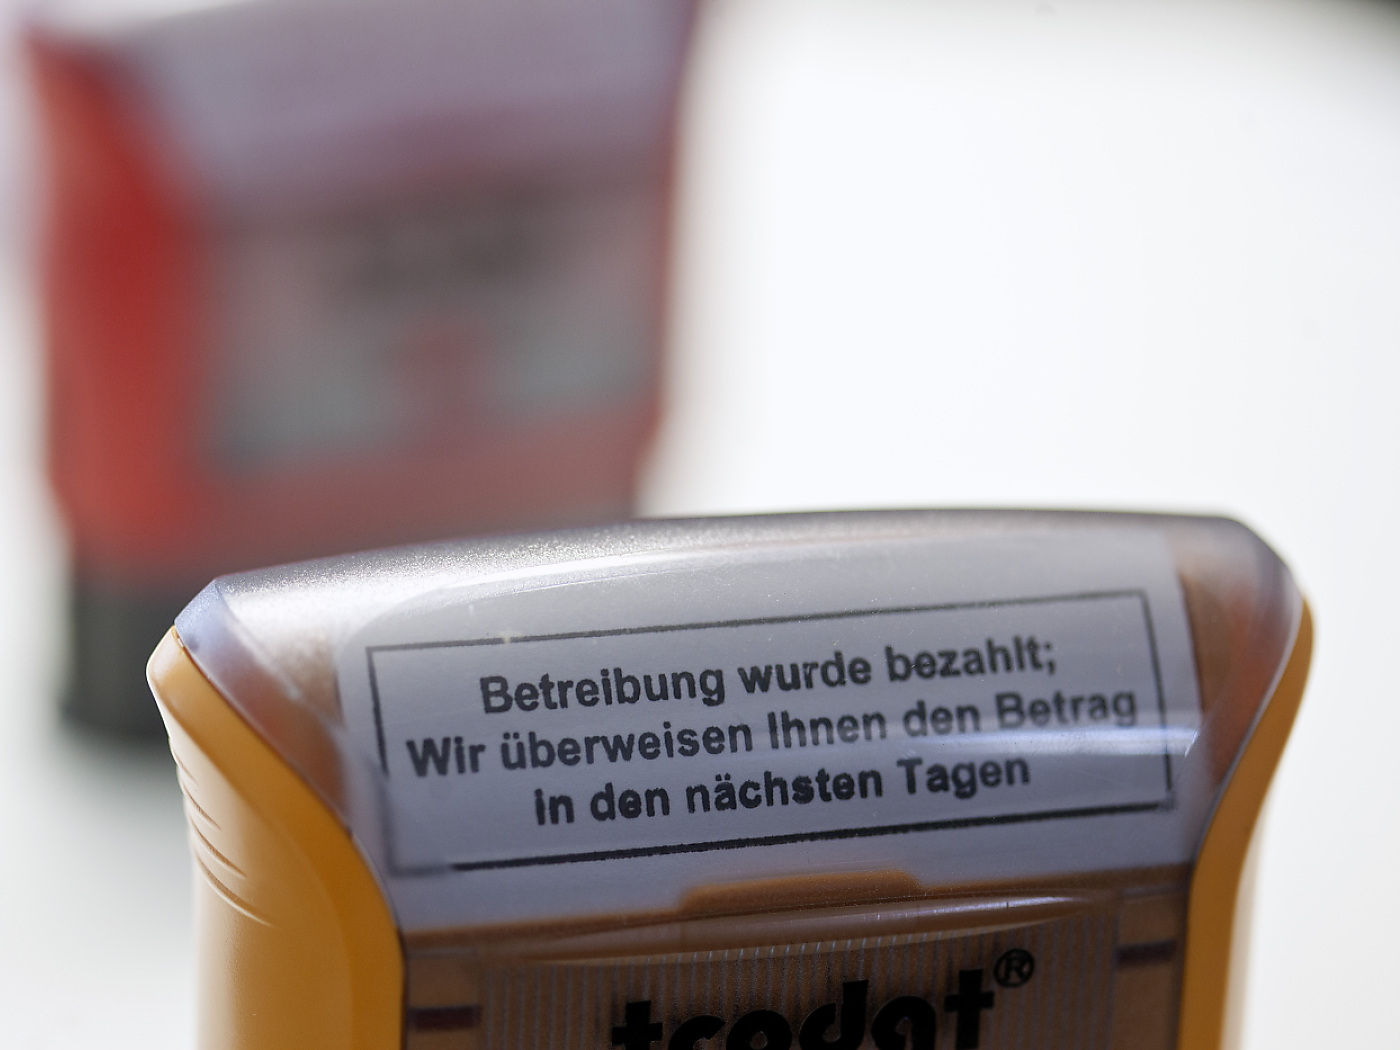 Betreibung wurde bezahlt;
Wir überweisen Ihnen den Betrag
in den nächsten Tagen
trodat®